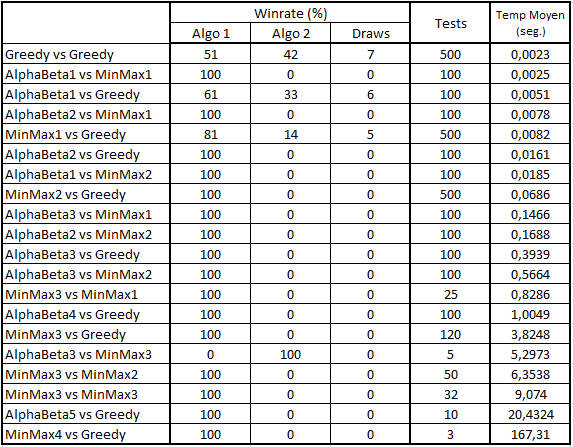 Winrate (%) Tests Temp Moyen (seg.)
Algo 1 Algo 2 Draws
Greedy vs Greedy 51 42 7 500 0,0023
AlphaBeta1 vs MinMax1 100 0 0 100 0,0025
AlphaBeta1 vs Greedy 61 33 6 100 0,0051
AlphaBeta2 vs MinMax1 100 0 0 100 0,0078
MinMax1 vs Greedy 81 14 5 500 0,0082
AlphaBeta2 vs Greedy 100 0 0 100 0,0161
AlphaBeta1 vs MinMax2 100 0 0 100 0,0185
MinMax2 vs Greedy 100 0 0 500 0,0686
AlphaBeta3 vs MinMax1 100 0 0 100 0,1466
AlphaBeta2 vs MinMax2 100 0 0 100 0,1688
AlphaBeta3 vs Greedy 100 0 0 100 0,3939
AlphaBeta3 vs MinMax2 100 0 0 100 0,5664
MinMax3 vs MinMax1 100 0 0 25 0,8286
AlphaBeta4 vs Greedy 100 0 0 100 1,0049
MinMax3 vs Greedy 100 0 0 120 3,8248
AlphaBeta3 vs MinMax3 0 100 0 5 5,2973
MinMax3 vs MinMax2 100 0 0 50 6,3538
MinMax3 vs MinMax3 100 0 0 32 9,074
AlphaBeta5 vs Greedy 100 0 0 10 20,4324
MinMax4 vs Greedy 100 0 0 3 167,31